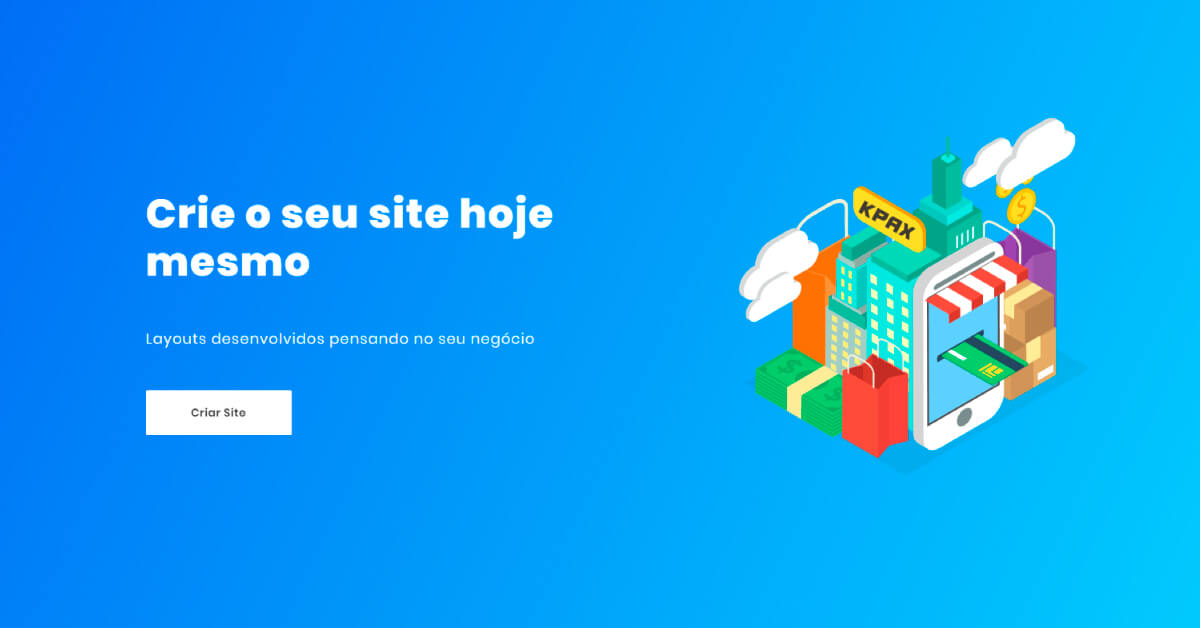 Crie o seu site hoje
mesmo
Layouts desenvolvidos pensando no seu negócio
Criar Site
KPAX